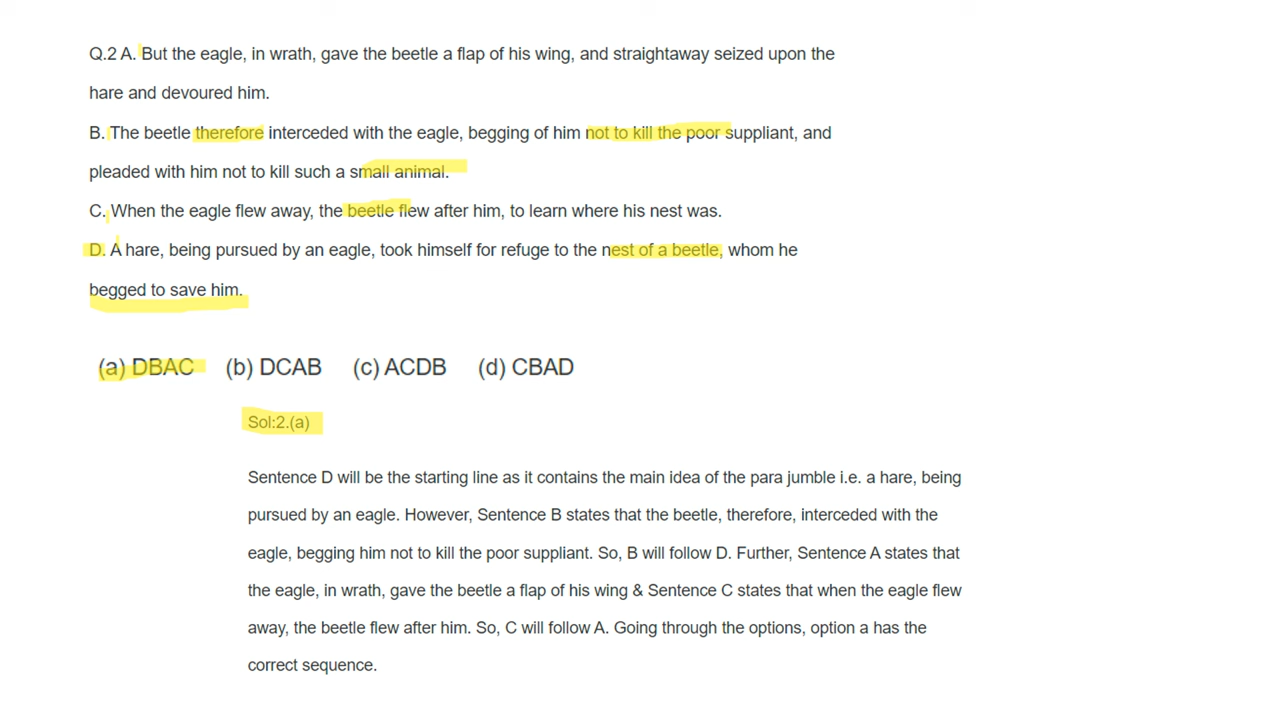 Q.2 A. But the eagle, in wrath, gave the beetle a flap of his wing, and straightaway seized upon the
hare and devoured him.
B. The beetle therefore interceded with the eagle, begging of him not to kill the poor suppliant, and
pleaded with him not to kill such a small animal.
C. When the eagle flew away, the beetle flew after him, to learn where his nest was.
D. A hare, being pursued by an eagle, took himself for refuge to the nest of a beetle, whom he
begged to save him.
(a) DBAC (b) DCAB (c) ACDB (d) CBAD
Sol:2.(a)
Sentence D will be the starting line as it contains the main idea of the para jumble i.e. a hare, being
pursued by an eagle. However, Sentence B states that the beetle, therefore, interceded with the
eagle, begging him not to kill the poor suppliant. So, B will follow D. Further, Sentence A states that
the eagle, in wrath, gave the beetle a flap of his wing & Sentence C states that when the eagle flew
away, the beetle flew after him. So, C will follow A. Going through the options, option a has the
correct sequence.